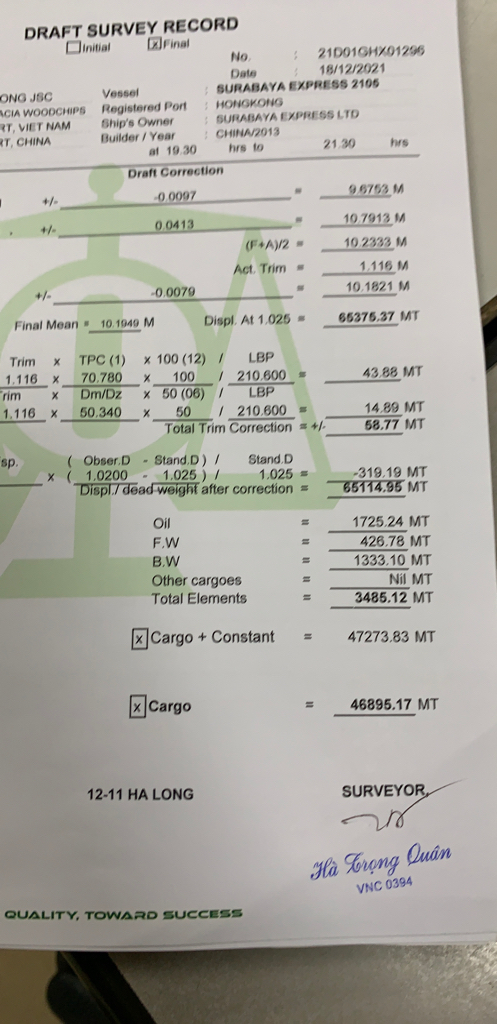 DRAFT SURVEY RECORD
Initial [x] Final
No. : 21D01GHX01296
Date : 18/12/2021
ONG JSC Vessel : SURABAYA EXPRESS 2105
ACIA WOODCHIPS Registered Port : HONGKONG
RT, VIET NAM Ship's Owner : SURABAYA EXPRESS LTD
RT, CHINA Builder / Year : CHINA/2013
at 19.30 hrs to 21.30 hrs
Draft Correction
+/- -0.0097 = 9.6753 M
+/- 0.0413 = 10.7913 M
(F+A)/2 = 10.2333 M
Act. Trim = 1.116 M
+/- -0.0079 = 10.1821 M
Final Mean = 10.1949 M Displ. At 1.025 = 65375.37 MT
Trim x TPC (1) x 100 (12) / LBP
1.116 x 70.780 x 100 / 210.600 = 43.88 MT
rim x Dm/Dz x 50 (06) / LBP
1.116 x 50.340 x 50 / 210.600 = 14.89 MT
Total Trim Correction = +/- 58.77 MT
sp. ( Obser.D - Stand.D ) / Stand.D
x ( 1.0200 - 1.025 ) / 1.025 = -319.19 MT
Displ./ dead weight after correction = 65114.95 MT
Oil = 1725.24 MT
F.W = 426.78 MT
B.W = 1333.10 MT
Other cargoes = Nil MT
Total Elements = 3485.12 MT
[x] Cargo + Constant = 47273.83 MT
[x] Cargo = 46895.17 MT
12-11 HA LONG SURVEYOR,
Hà Trọng Quân
VNC 0394
QUALITY, TOWARD SUCCESS